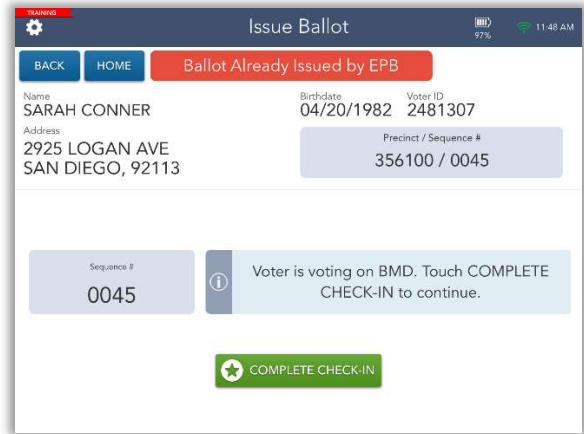 TRAINING
Issue Ballot
97%
11:48 AM
BACK
HOME
Ballot Already Issued by EPB
Name
SARAH CONNER
Birthdate
04/20/1982
Voter ID
2481307
Address
2925 LOGAN AVE
SAN DIEGO, 92113
Precinct / Sequence #
356100 / 0045
Sequence #
0045
Voter is voting on BMD. Touch COMPLETE
CHECK-IN to continue.
COMPLETE CHECK-IN